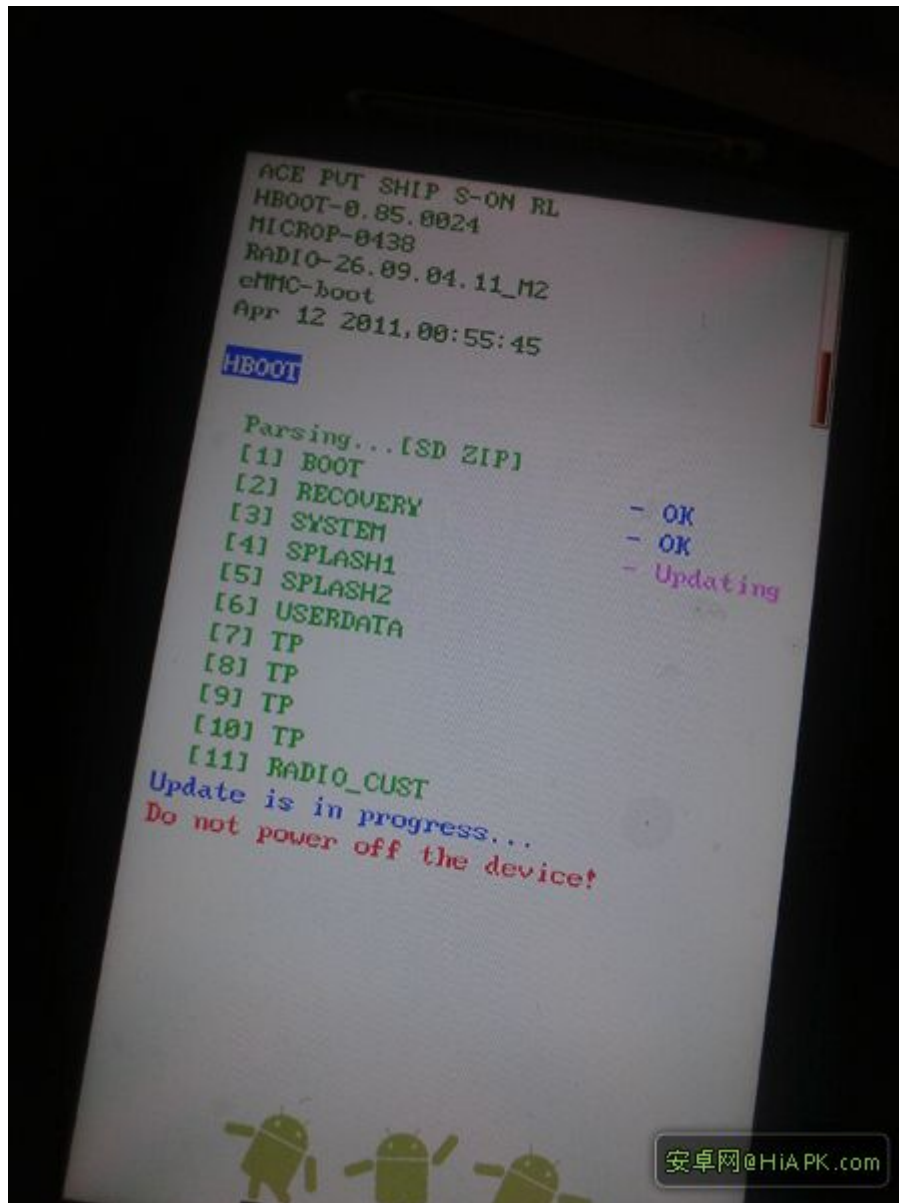 ACE PVT SHIP S-ON RL
HBOOT-0.85.0024
MICROP-0438
RADIO-26.09.04.11_M2
eMMC-boot
Apr 12 2011,00:55:45
HBOOT
Parsing...[SD ZIP]
[1] BOOT - OK
[2] RECOVERY - OK
[3] SYSTEM - Updating
[4] SPLASH1
[5] SPLASH2
[6] USERDATA
[7] TP
[8] TP
[9] TP
[10] TP
[11] RADIO_CUST
Update is in progress...
Do not power off the device!
安卓网@HiAPK.com